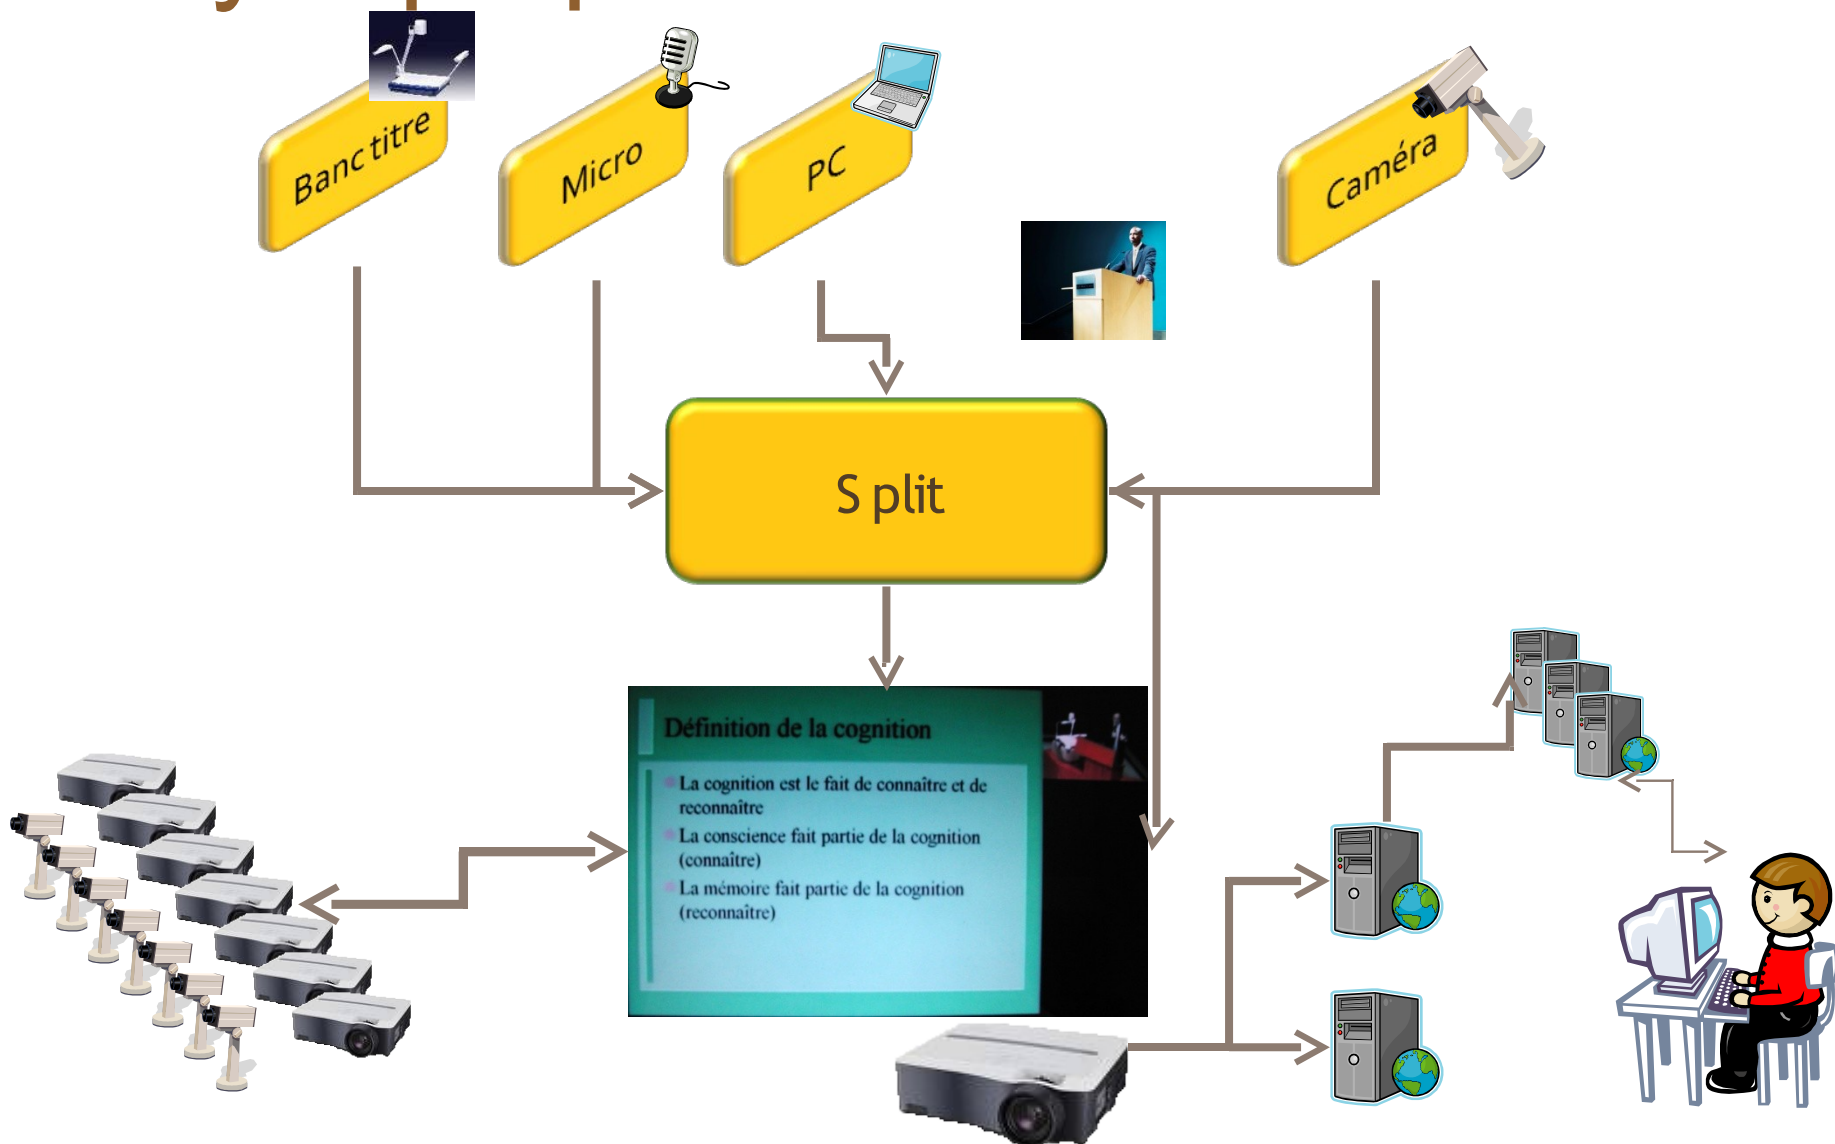 Banc titre
Micro
PC
Caméra
S plit
Définition de la cognition
La cognition est le fait de connaître et de
reconnaître
La conscience fait partie de la cognition
(connaître)
La mémoire fait partie de la cognition
(reconnaître)